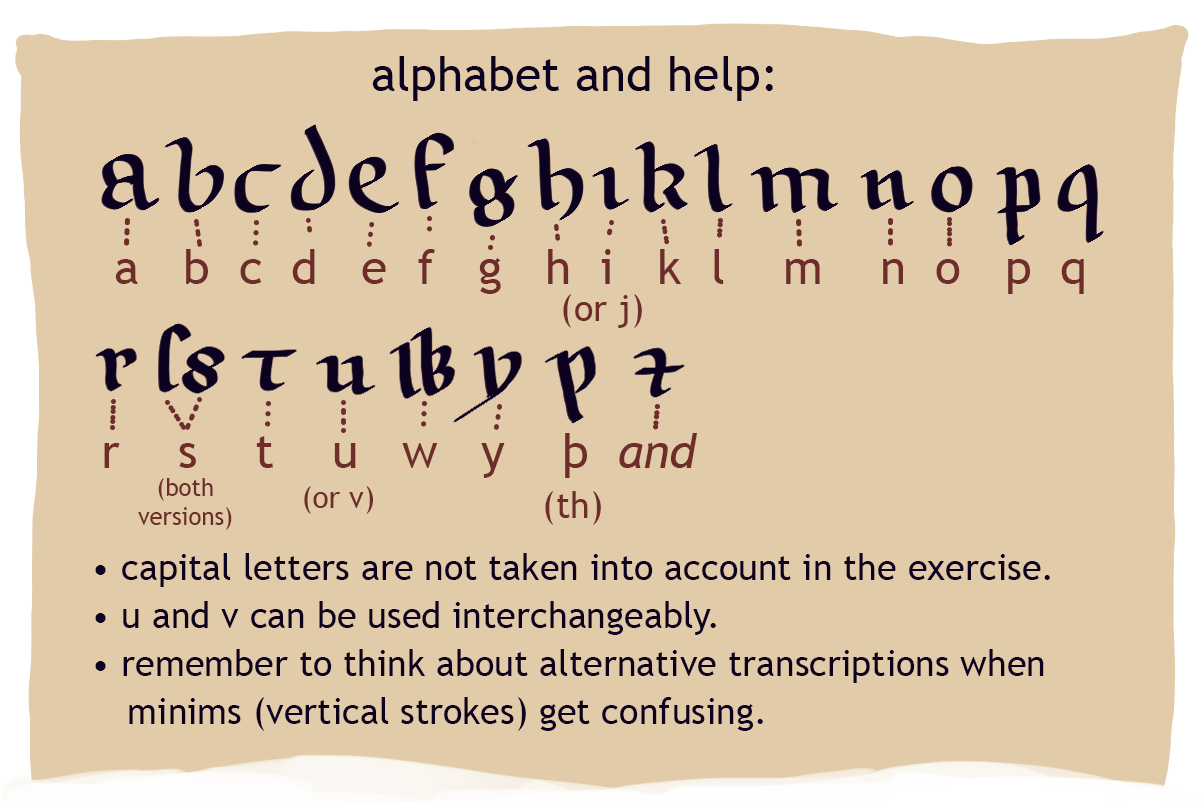 alphabet and help:
a b c d e f g h ı k l m n o p q
a b c d e f g h i k l m n o p q
(or j)
r ſ s t u w y þ ⁊
r s t u w y þ and
(both
versions)
(or v)
(th)
• capital letters are not taken into account in the exercise.
• u and v can be used interchangeably.
• remember to think about alternative transcriptions when
minims (vertical strokes) get confusing.